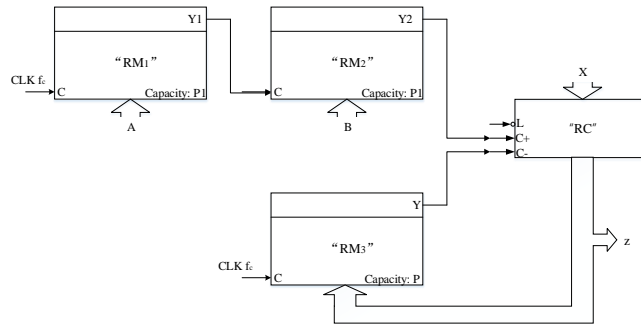 Y1
Y2
“RM1”
“RM2”
X
CLK fc
C
Capacity: P1
C
Capacity: P1
A
B
L
“RC”
C+
C-
Y
“RM3”
z
CLK fc
C
Capacity: P